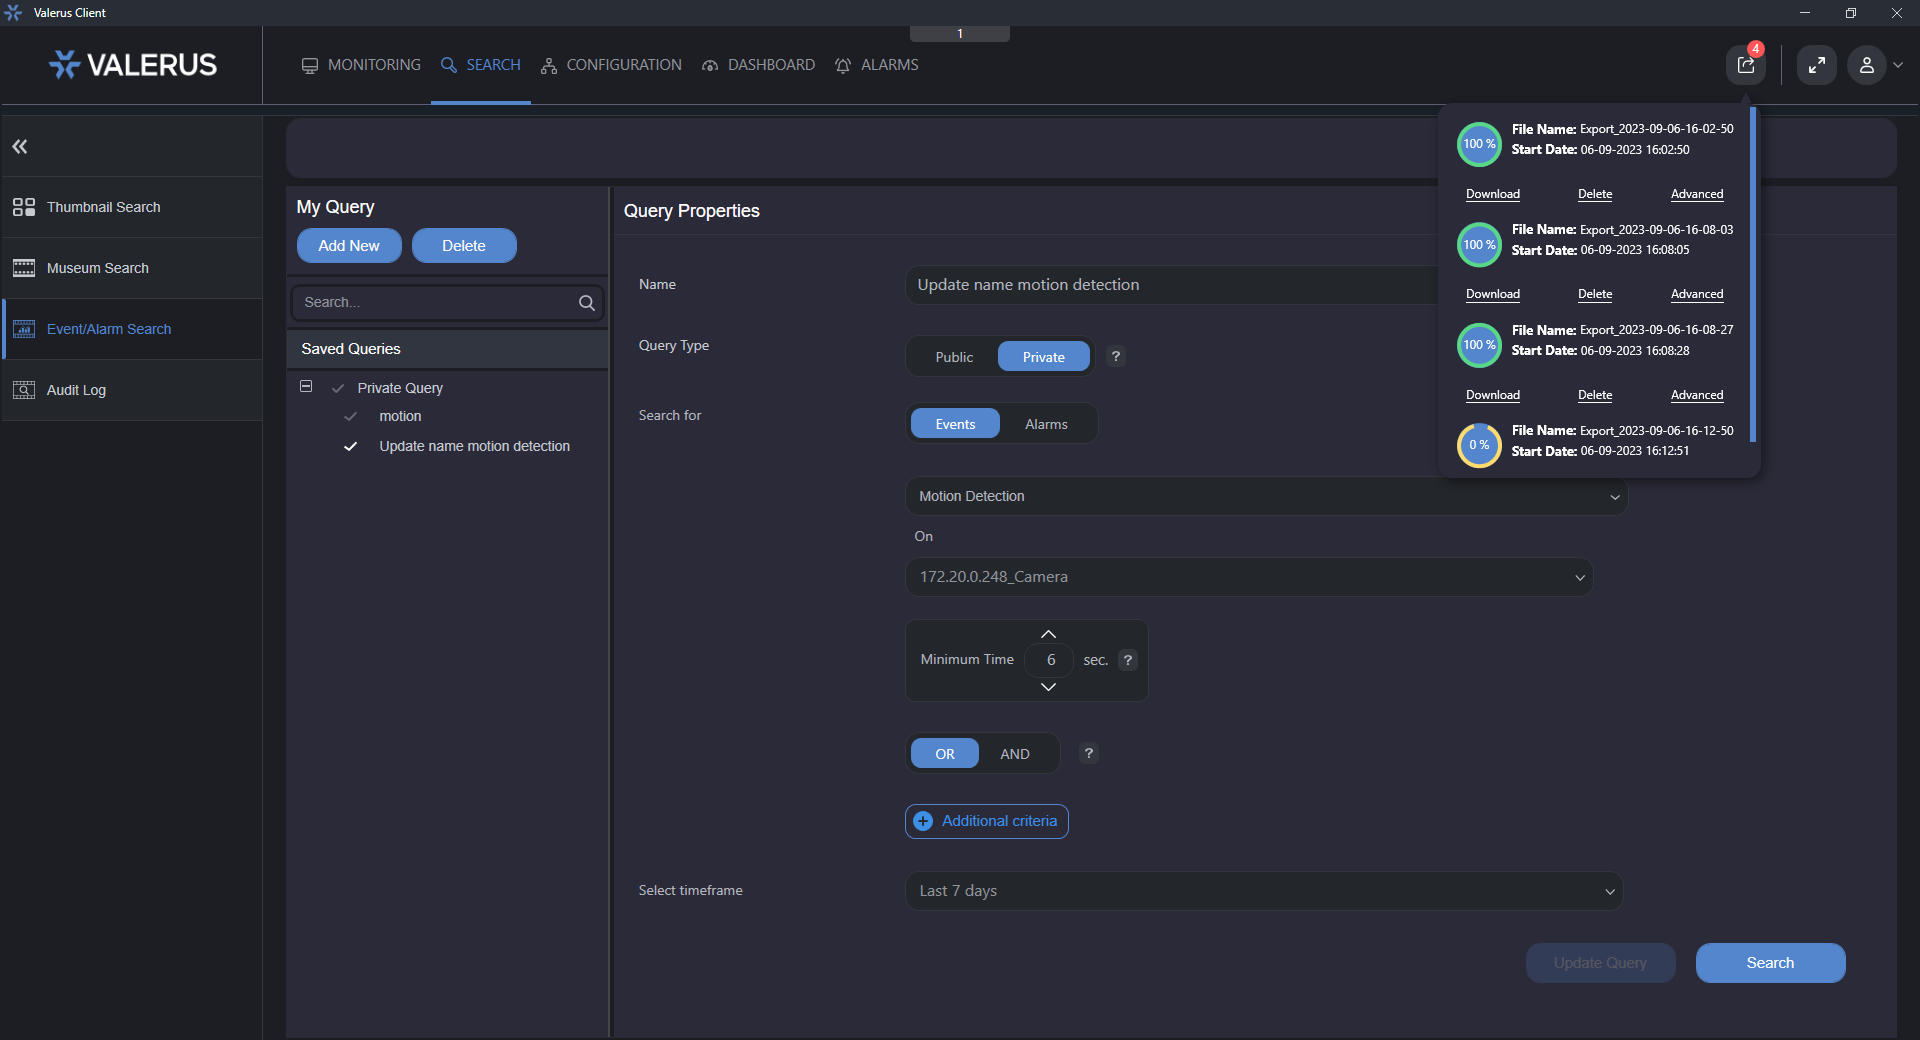 Valerus Client
1
VALERUS
MONITORING
SEARCH
CONFIGURATION
DASHBOARD
ALARMS
4
Thumbnail Search
Museum Search
Event/Alarm Search
Audit Log
My Query
Add New
Delete
Search...
Saved Queries
Private Query
motion
Update name motion detection
Query Properties
Name
Update name motion detection
Query Type
Public
Private
?
Search for
Events
Alarms
Motion Detection
On
172.20.0.248_Camera
Minimum Time
6
sec.
?
OR
AND
?
Additional criteria
Select timeframe
Last 7 days
Update Query
Search
100 %
File Name: Export_2023-09-06-16-02-50
Start Date: 06-09-2023 16:02:50
Download
Delete
Advanced
100 %
File Name: Export_2023-09-06-16-08-03
Start Date: 06-09-2023 16:08:05
Download
Delete
Advanced
100 %
File Name: Export_2023-09-06-16-08-27
Start Date: 06-09-2023 16:08:28
Download
Delete
Advanced
0 %
File Name: Export_2023-09-06-16-12-50
Start Date: 06-09-2023 16:12:51